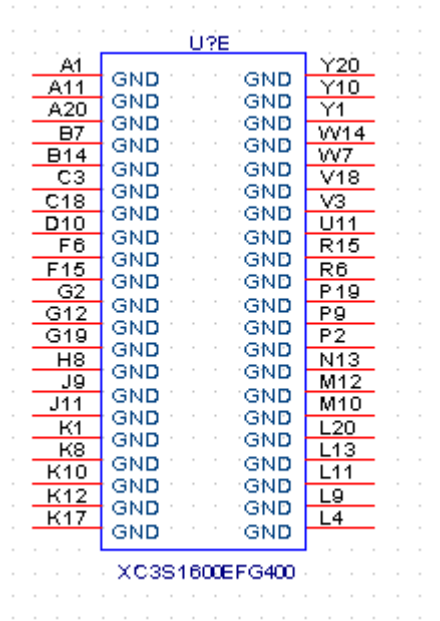 U?E
A1 GND GND Y20
A11 GND GND Y10
A20 GND GND Y1
B7 GND GND W14
B14 GND GND W7
C3 GND GND V18
C18 GND GND V3
D10 GND GND U11
F6 GND GND R15
F15 GND GND R6
G2 GND GND P19
G12 GND GND P9
G19 GND GND P2
H8 GND GND N13
J9 GND GND M12
J11 GND GND M10
K1 GND GND L20
K8 GND GND L13
K10 GND GND L11
K12 GND GND L9
K17 GND GND L4
XC3S1600EFG400